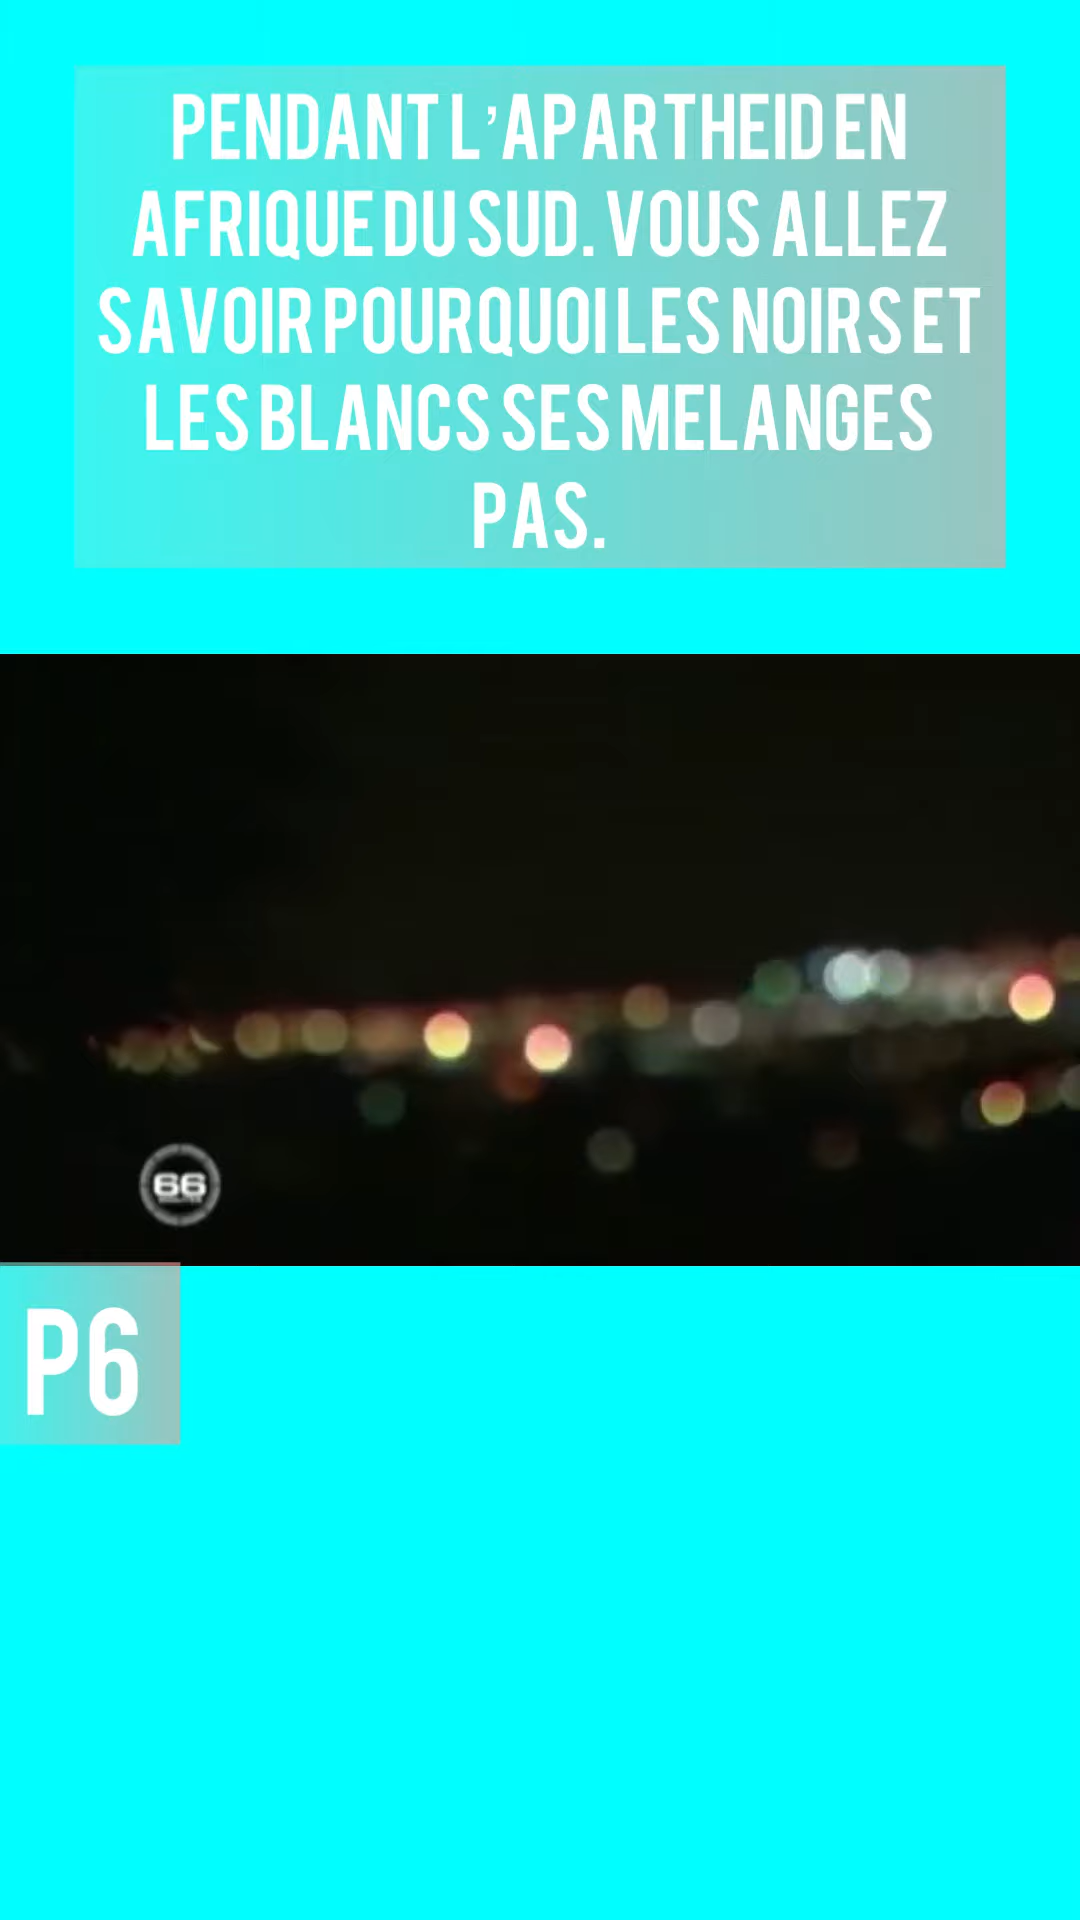 PENDANT L'APARTHEID EN
AFRIQUE DU SUD. VOUS ALLEZ
SAVOIR POURQUOI LES NOIRS ET
LES BLANCS SES MELANGES
PAS.
66
P6